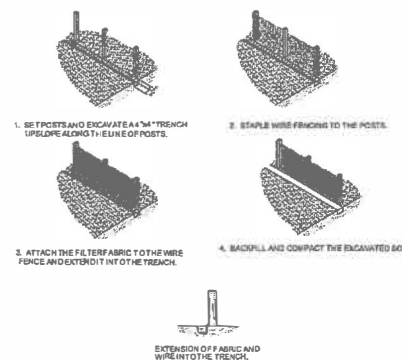 1. SET POSTS AND EXCAVATE A 4"x4" TRENCH
UPSLOPE ALONG THE LINE OF POSTS.
2. STAPLE WIRE FENCING TO THE POSTS.
3. ATTACH THE FILTER FABRIC TO THE WIRE
FENCE AND EXTEND IT INTO THE TRENCH.
4. BACKFILL AND COMPACT THE EXCAVATED SO
EXTENSION OF FABRIC AND
WIRE INTO THE TRENCH.